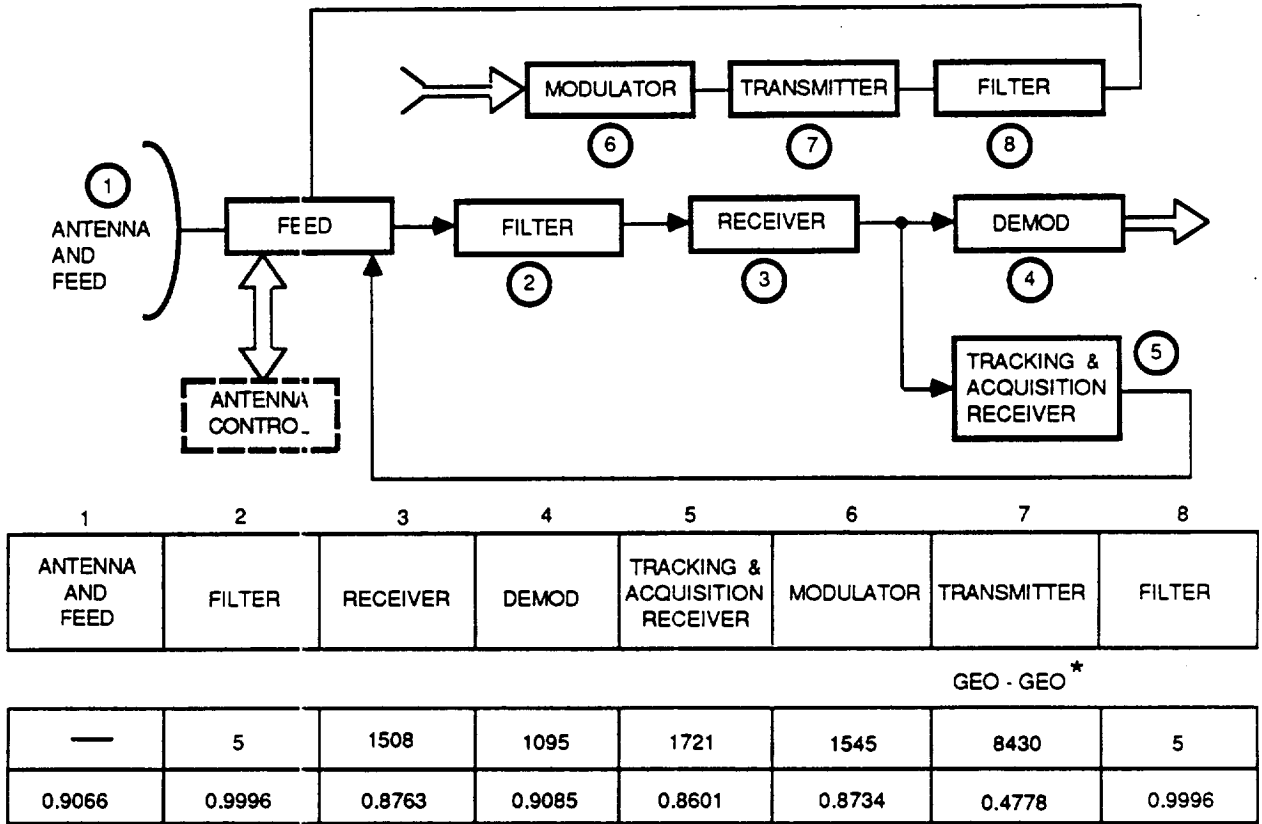 MODULATOR
TRANSMITTER
FILTER
6
7
8
1
ANTENNA
AND
FEED
FEED
FILTER
RECEIVER
DEMOD
2
3
4
ANTENNA
CONTROL
TRACKING &
ACQUISITION
RECEIVER
5
1 2 3 4 5 6 7 8
ANTENNA
AND
FEED
FILTER
RECEIVER
DEMOD
TRACKING &
ACQUISITION
RECEIVER
MODULATOR
TRANSMITTER
FILTER
GEO - GEO *
— 5 1508 1095 1721 1545 8430 5
0.9066 0.9996 0.8763 0.9085 0.8601 0.8734 0.4778 0.9996